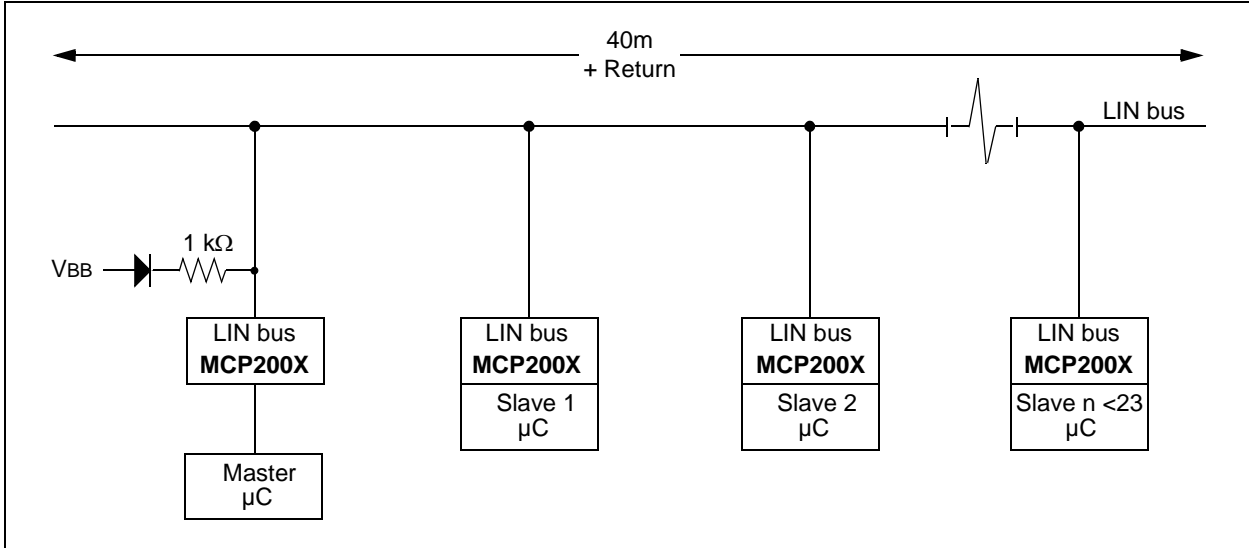 40m
+ Return
LIN bus
1 kΩ
VBB
LIN bus
MCP200X
Master
µC
LIN bus
MCP200X
Slave 1
µC
LIN bus
MCP200X
Slave 2
µC
LIN bus
MCP200X
Slave n <23
µC